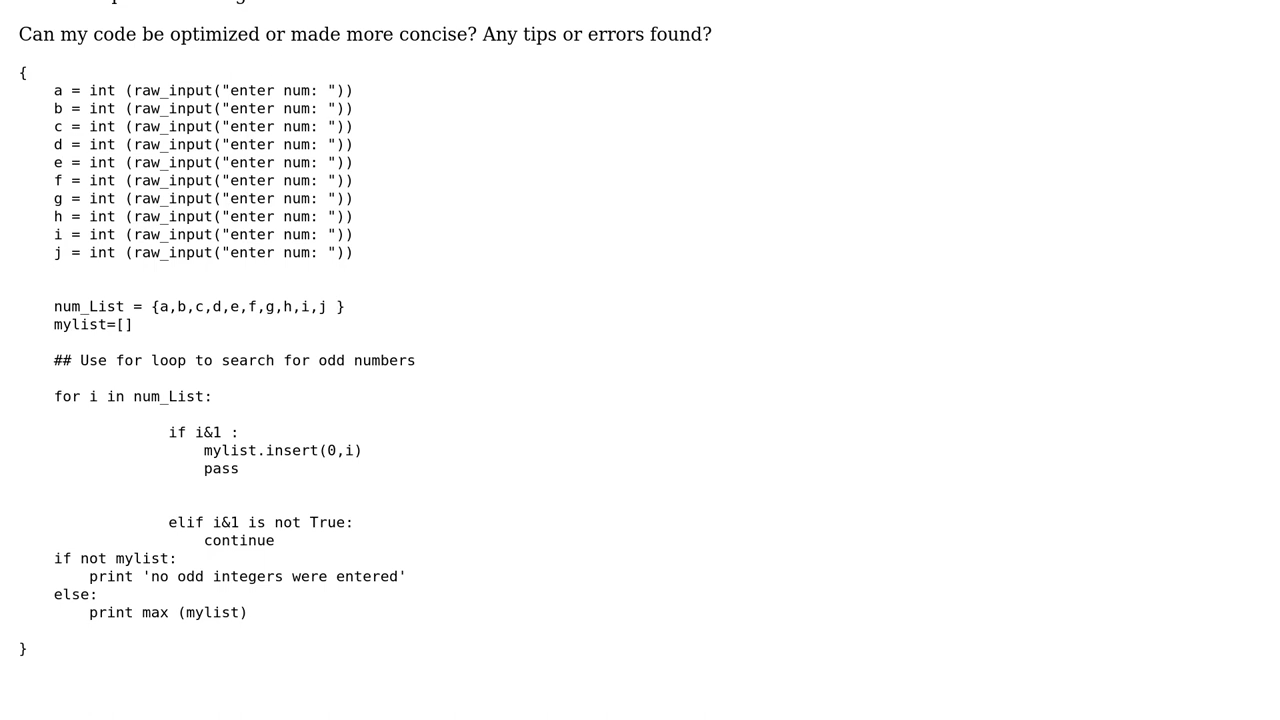 Can my code be optimized or made more concise? Any tips or errors found?
{
    a = int (raw_input("enter num: "))
    b = int (raw_input("enter num: "))
    c = int (raw_input("enter num: "))
    d = int (raw_input("enter num: "))
    e = int (raw_input("enter num: "))
    f = int (raw_input("enter num: "))
    g = int (raw_input("enter num: "))
    h = int (raw_input("enter num: "))
    i = int (raw_input("enter num: "))
    j = int (raw_input("enter num: "))
    num_List = {a,b,c,d,e,f,g,h,i,j }
    mylist=[]
    ## Use for loop to search for odd numbers
    for i in num_List:
                 if i&1 :
                     mylist.insert(0,i)
                     pass
                 elif i&1 is not True:
                     continue
    if not mylist:
        print 'no odd integers were entered'
    else:
        print max (mylist)
}